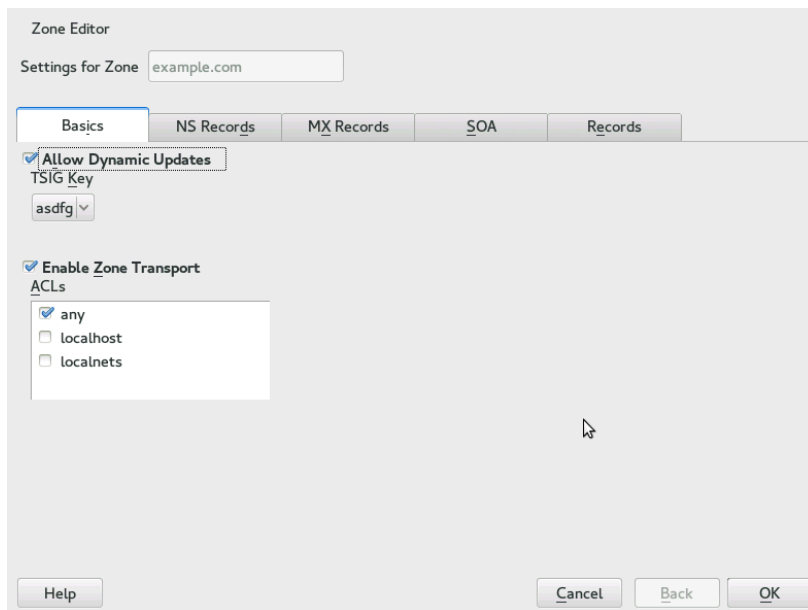 Zone Editor
Settings for Zone example.com
Basics NS Records MX Records SOA Records
Allow Dynamic Updates
TSIG Key
asdfg
Enable Zone Transport
ACLs
any
localhost
localnets
Help Cancel Back OK